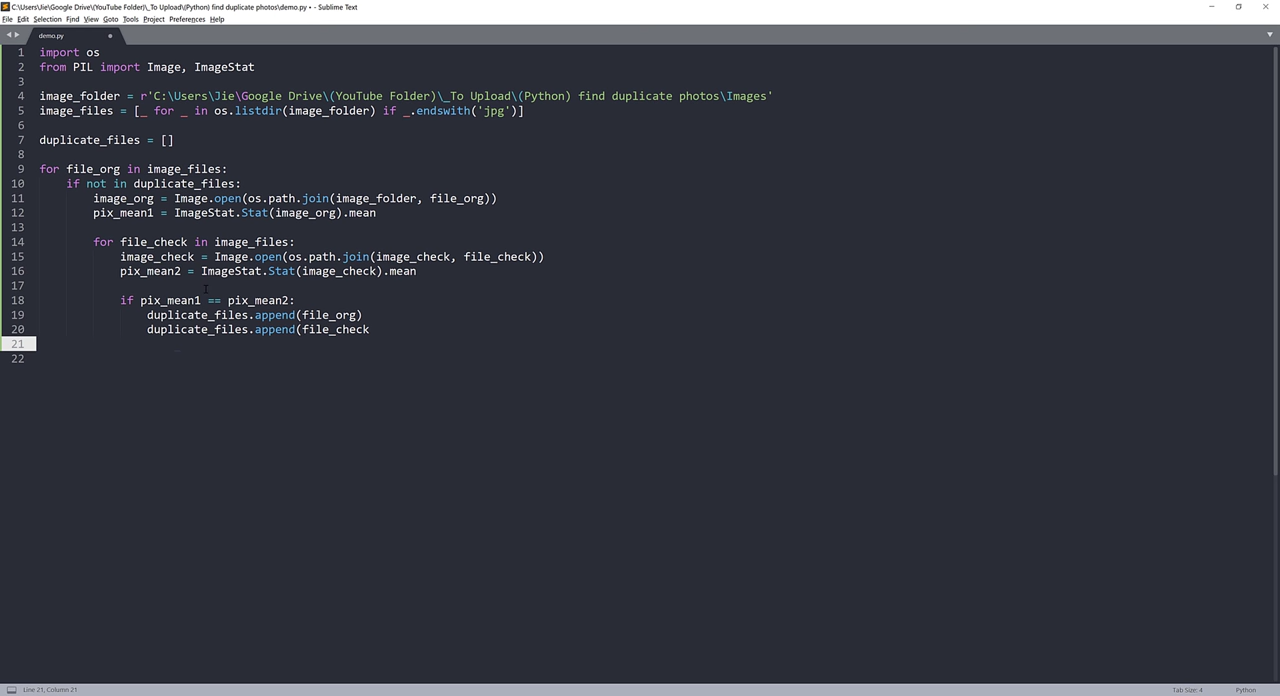 C:\Users\Jie\Google Drive\(YouTube Folder)\_To Upload\(Python) find duplicate photos\demo.py • - Sublime Text
File Edit Selection Find View Goto Tools Project Preferences Help
demo.py
1 import os
2 from PIL import Image, ImageStat
3
4 image_folder = r'C:\Users\Jie\Google Drive\(YouTube Folder)\_To Upload\(Python) find duplicate photos\Images'
5 image_files = [_ for _ in os.listdir(image_folder) if _.endswith('jpg')]
6
7 duplicate_files = []
8
9 for file_org in image_files:
10     if not in duplicate_files:
11         image_org = Image.open(os.path.join(image_folder, file_org))
12         pix_mean1 = ImageStat.Stat(image_org).mean
13
14         for file_check in image_files:
15             image_check = Image.open(os.path.join(image_check, file_check))
16             pix_mean2 = ImageStat.Stat(image_check).mean
17
18             if pix_mean1 == pix_mean2:
19                 duplicate_files.append(file_org)
20                 duplicate_files.append(file_check
21
22
Line 21, Column 21
Tab Size: 4
Python